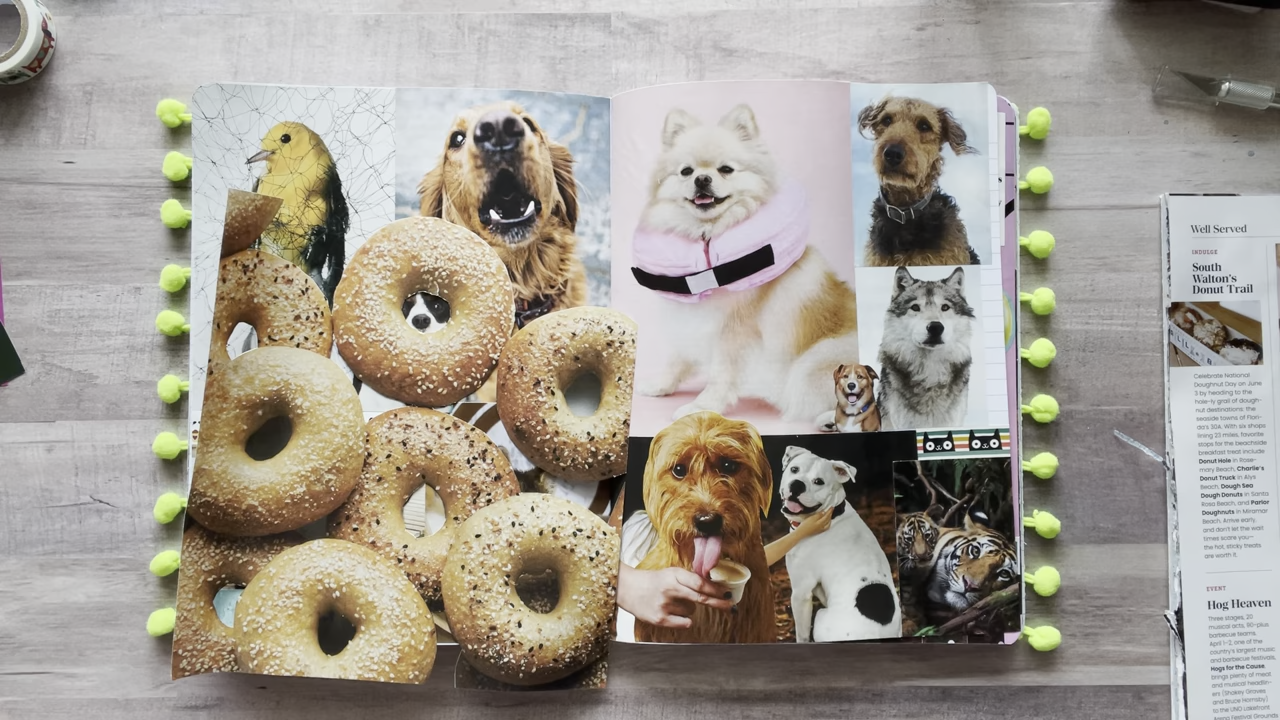 Well Served
INDULGE
South
Walton's
Donut Trail
Celebrate National
Doughnut Day on June
3 by heading to the
hole-ly grail of dough-
nut destinations: the
seaside towns of Flori-
da's 30A. With six shops
lining 23 miles, favorite
stops for the beachside
breakfast treat include
Donut Hole in Rose-
mary Beach, Charlie's
Donut Truck in Alys
Beach, Dough Sea
Dough Donuts in Santa
Rosa Beach, and Parlor
Doughnuts in Miramar
Beach. Arrive early,
and don't let the wait
times scare you—
the hot, sticky treats
are worth it.
EVENT
Hog Heaven
Three stages, 20
musical acts, 90-plus
barbecue teams,
April 1–2, one of the
country's largest music
and barbecue festivals,
Hogs for the Cause,
brings plenty of meat
and musical headlin-
ers (Shakey Graves
and Bruce Hornsby)
to the UNO Lakefront